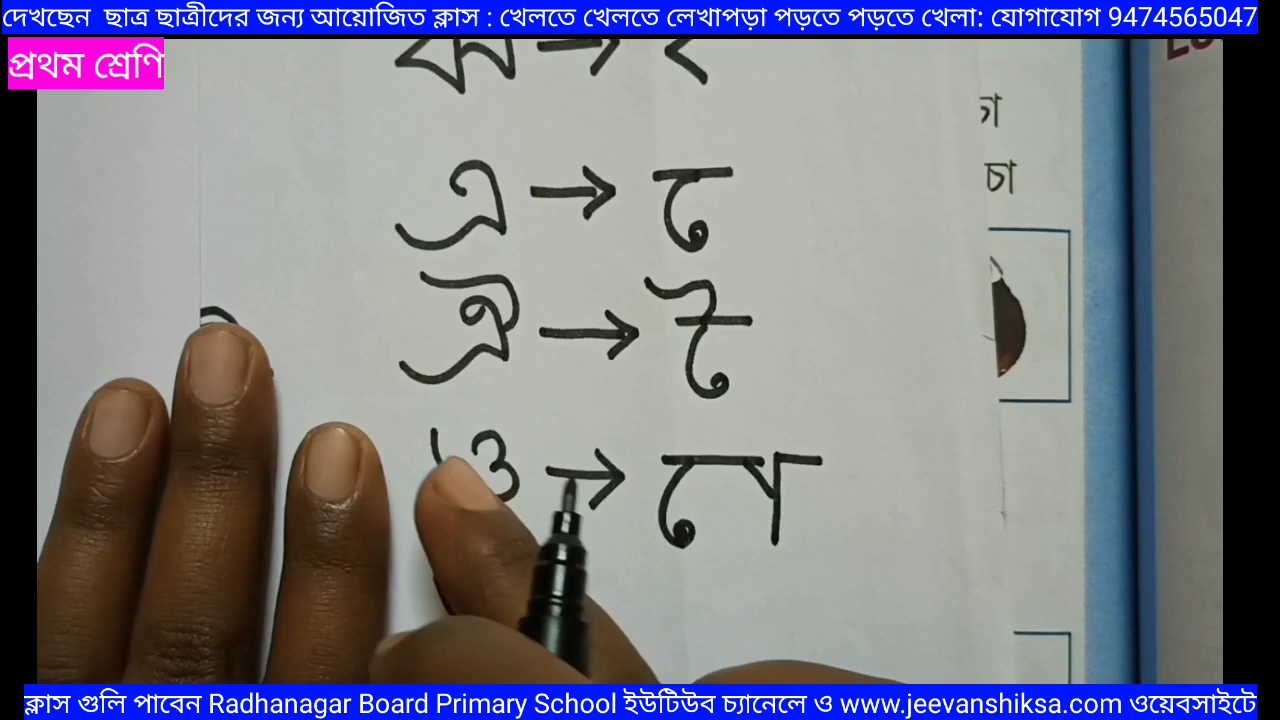 দেখছেন ছাত্র ছাত্রীদের জন্য আয়োজিত ক্লাস : খেলতে খেলতে লেখাপড়া পড়তে পড়তে খেলা: যোগাযোগ 9474565047
প্রথম শ্রেণি
এ → ে
ঐ → ৈ
ও → ো
চা
ক্লাস গুলি পাবেন Radhanagar Board Primary School ইউটিউব চ্যানেলে ও www.jeevanshiksa.com ওয়েবসাইটে